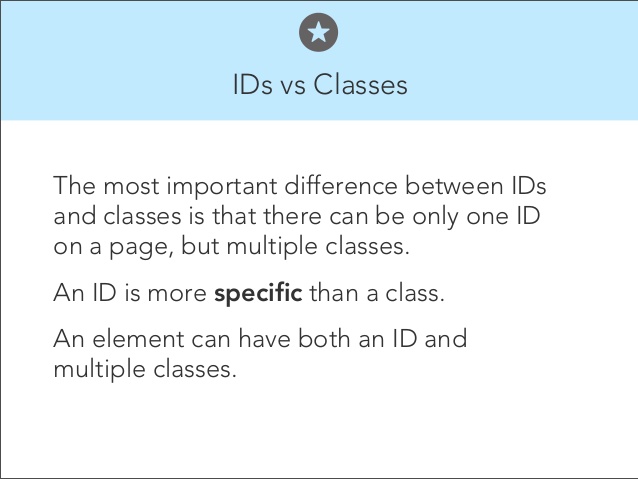 IDs vs Classes
The most important difference between IDs
and classes is that there can be only one ID
on a page, but multiple classes.
An ID is more specific than a class.
An element can have both an ID and
multiple classes.